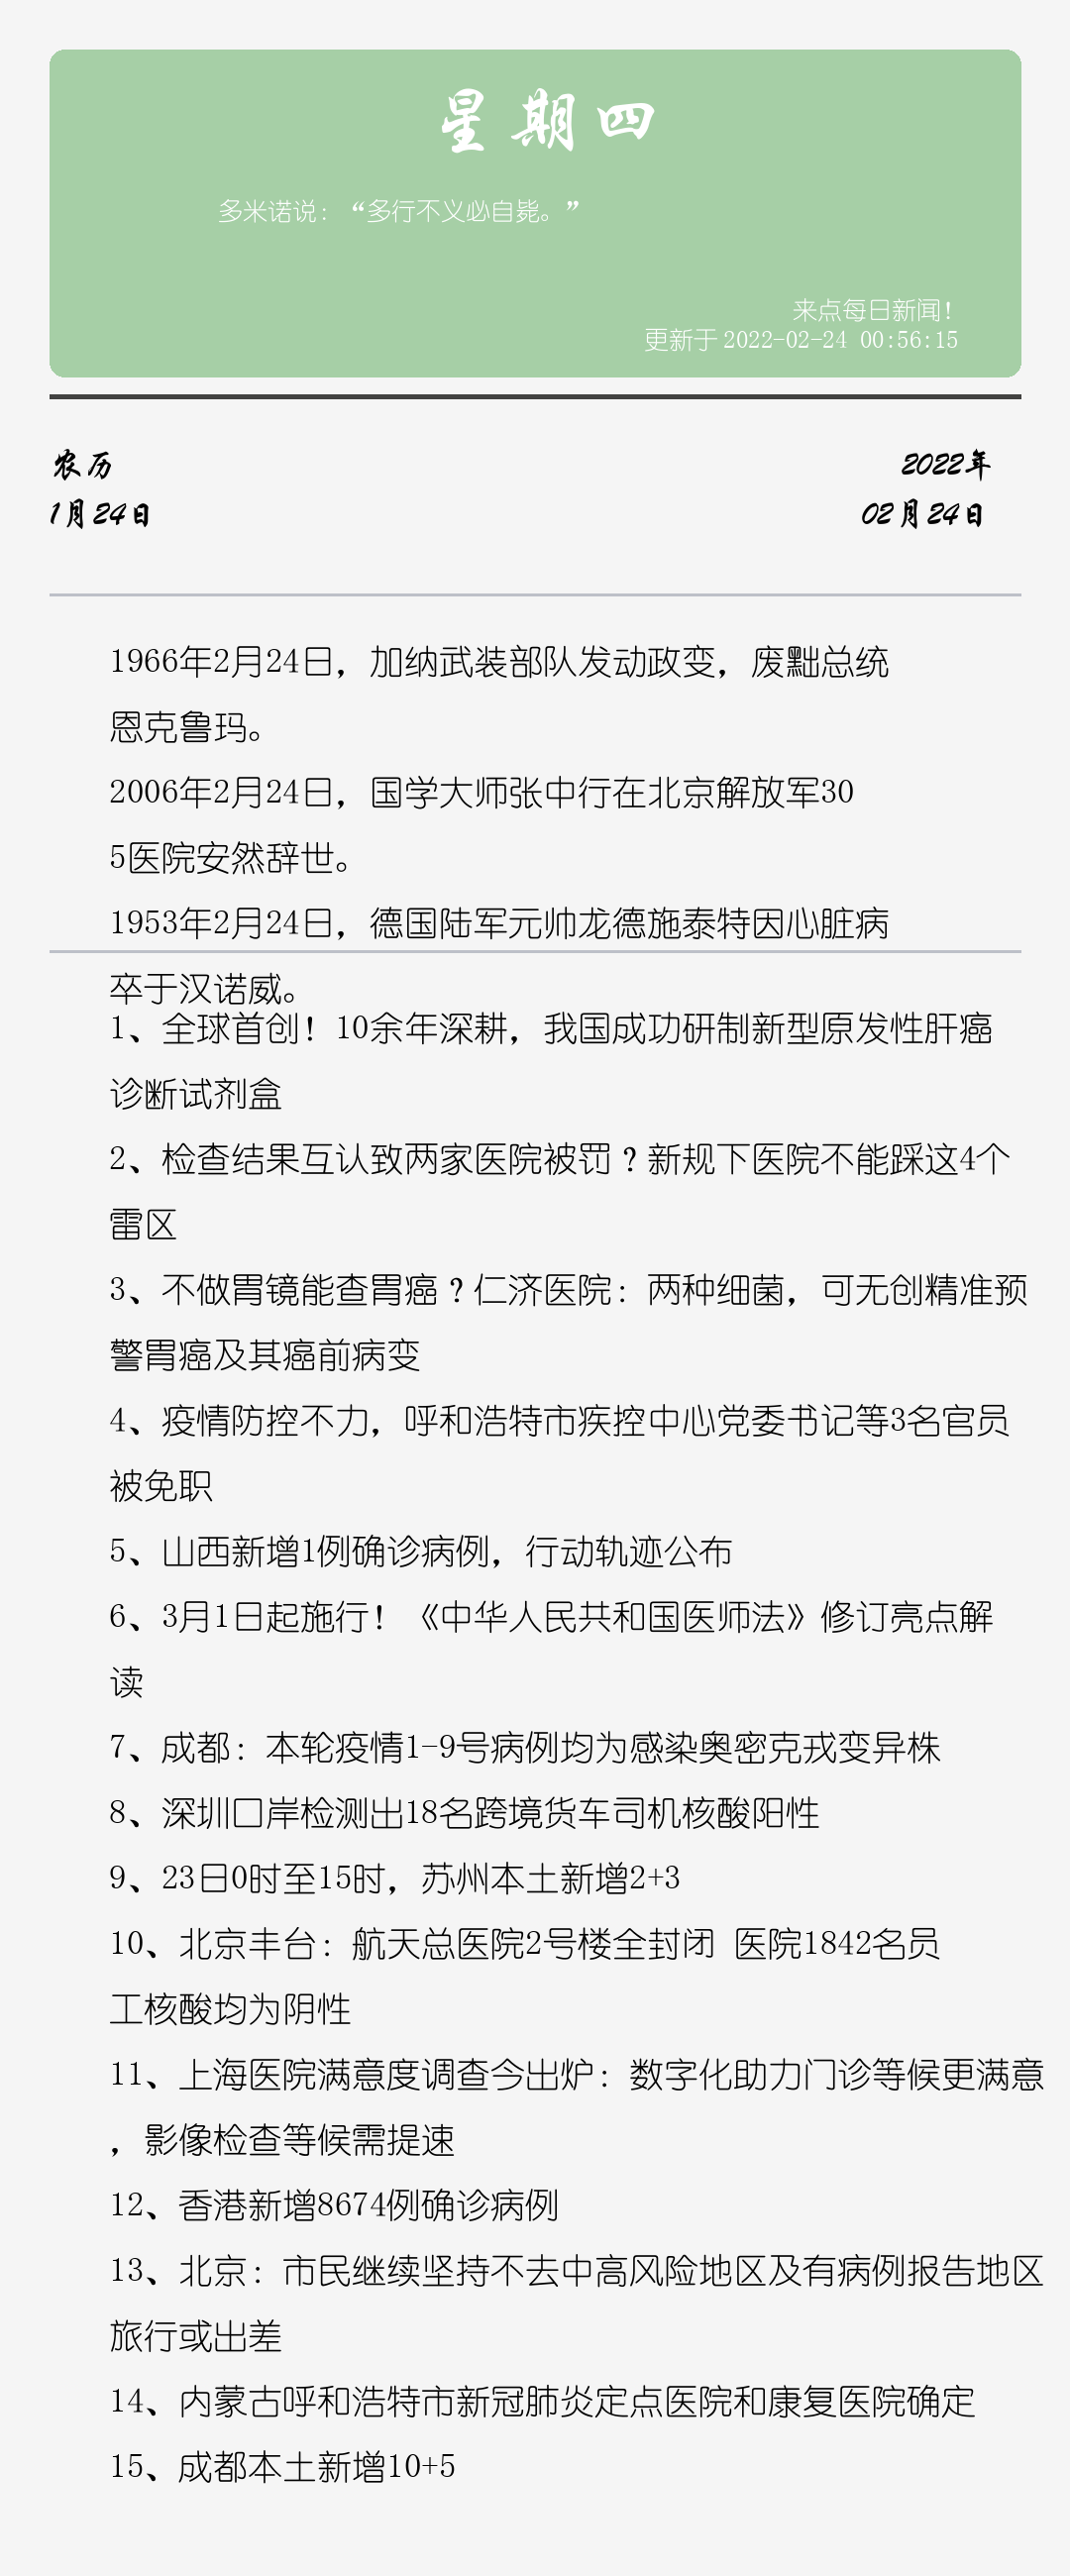 星期四
多米诺说：“多行不义必自毙。”
来点每日新闻！
更新于 2022-02-24 00:56:15
农历
2022年
1月24日
02月24日
1966年2月24日，加纳武装部队发动政变，废黜总统
恩克鲁玛。
2006年2月24日，国学大师张中行在北京解放军30
5医院安然辞世。
1953年2月24日，德国陆军元帅龙德施泰特因心脏病
卒于汉诺威。
1、全球首创！10余年深耕，我国成功研制新型原发性肝癌
诊断试剂盒
2、检查结果互认致两家医院被罚？新规下医院不能踩这4个
雷区
3、不做胃镜能查胃癌？仁济医院：两种细菌，可无创精准预
警胃癌及其癌前病变
4、疫情防控不力，呼和浩特市疾控中心党委书记等3名官员
被免职
5、山西新增1例确诊病例，行动轨迹公布
6、3月1日起施行！《中华人民共和国医师法》修订亮点解
读
7、成都：本轮疫情1-9号病例均为感染奥密克戎变异株
8、深圳口岸检测出18名跨境货车司机核酸阳性
9、23日0时至15时，苏州本土新增2+3
10、北京丰台：航天总医院2号楼全封闭 医院1842名员
工核酸均为阴性
11、上海医院满意度调查今出炉：数字化助力门诊等候更满意
，影像检查等候需提速
12、香港新增8674例确诊病例
13、北京：市民继续坚持不去中高风险地区及有病例报告地区
旅行或出差
14、内蒙古呼和浩特市新冠肺炎定点医院和康复医院确定
15、成都本土新增10+5